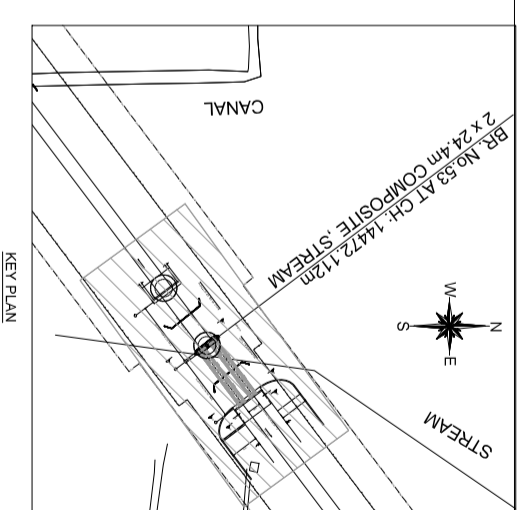 CANAL
BR. No.53 AT CH: 14472.112m
2 x 24.4m COMPOSITE ,STREAM
W
N
S
E
STREAM
KEY PLAN